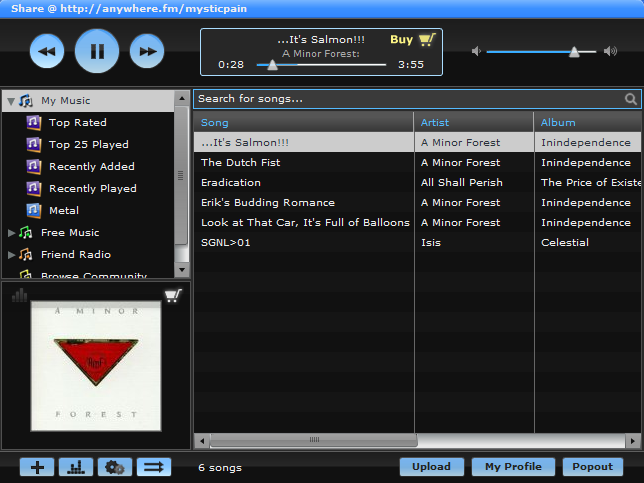 Share @ http://anywhere.fm/mysticpain
...It's Salmon!!! Buy
A Minor Forest:
0:28 3:55
My Music
Top Rated
Top 25 Played
Recently Added
Recently Played
Metal
Free Music
Friend Radio
Browse Community
Search for songs...
Song Artist Album
...It's Salmon!!! A Minor Forest Inindependence
The Dutch Fist A Minor Forest Inindependence
Eradication All Shall Perish The Price of Existe
Erik's Budding Romance A Minor Forest Inindependence
Look at That Car, It's Full of Balloons A Minor Forest Inindependence
SGNL>01 Isis Celestial
A MINOR
FOREST
6 songs Upload My Profile Popout